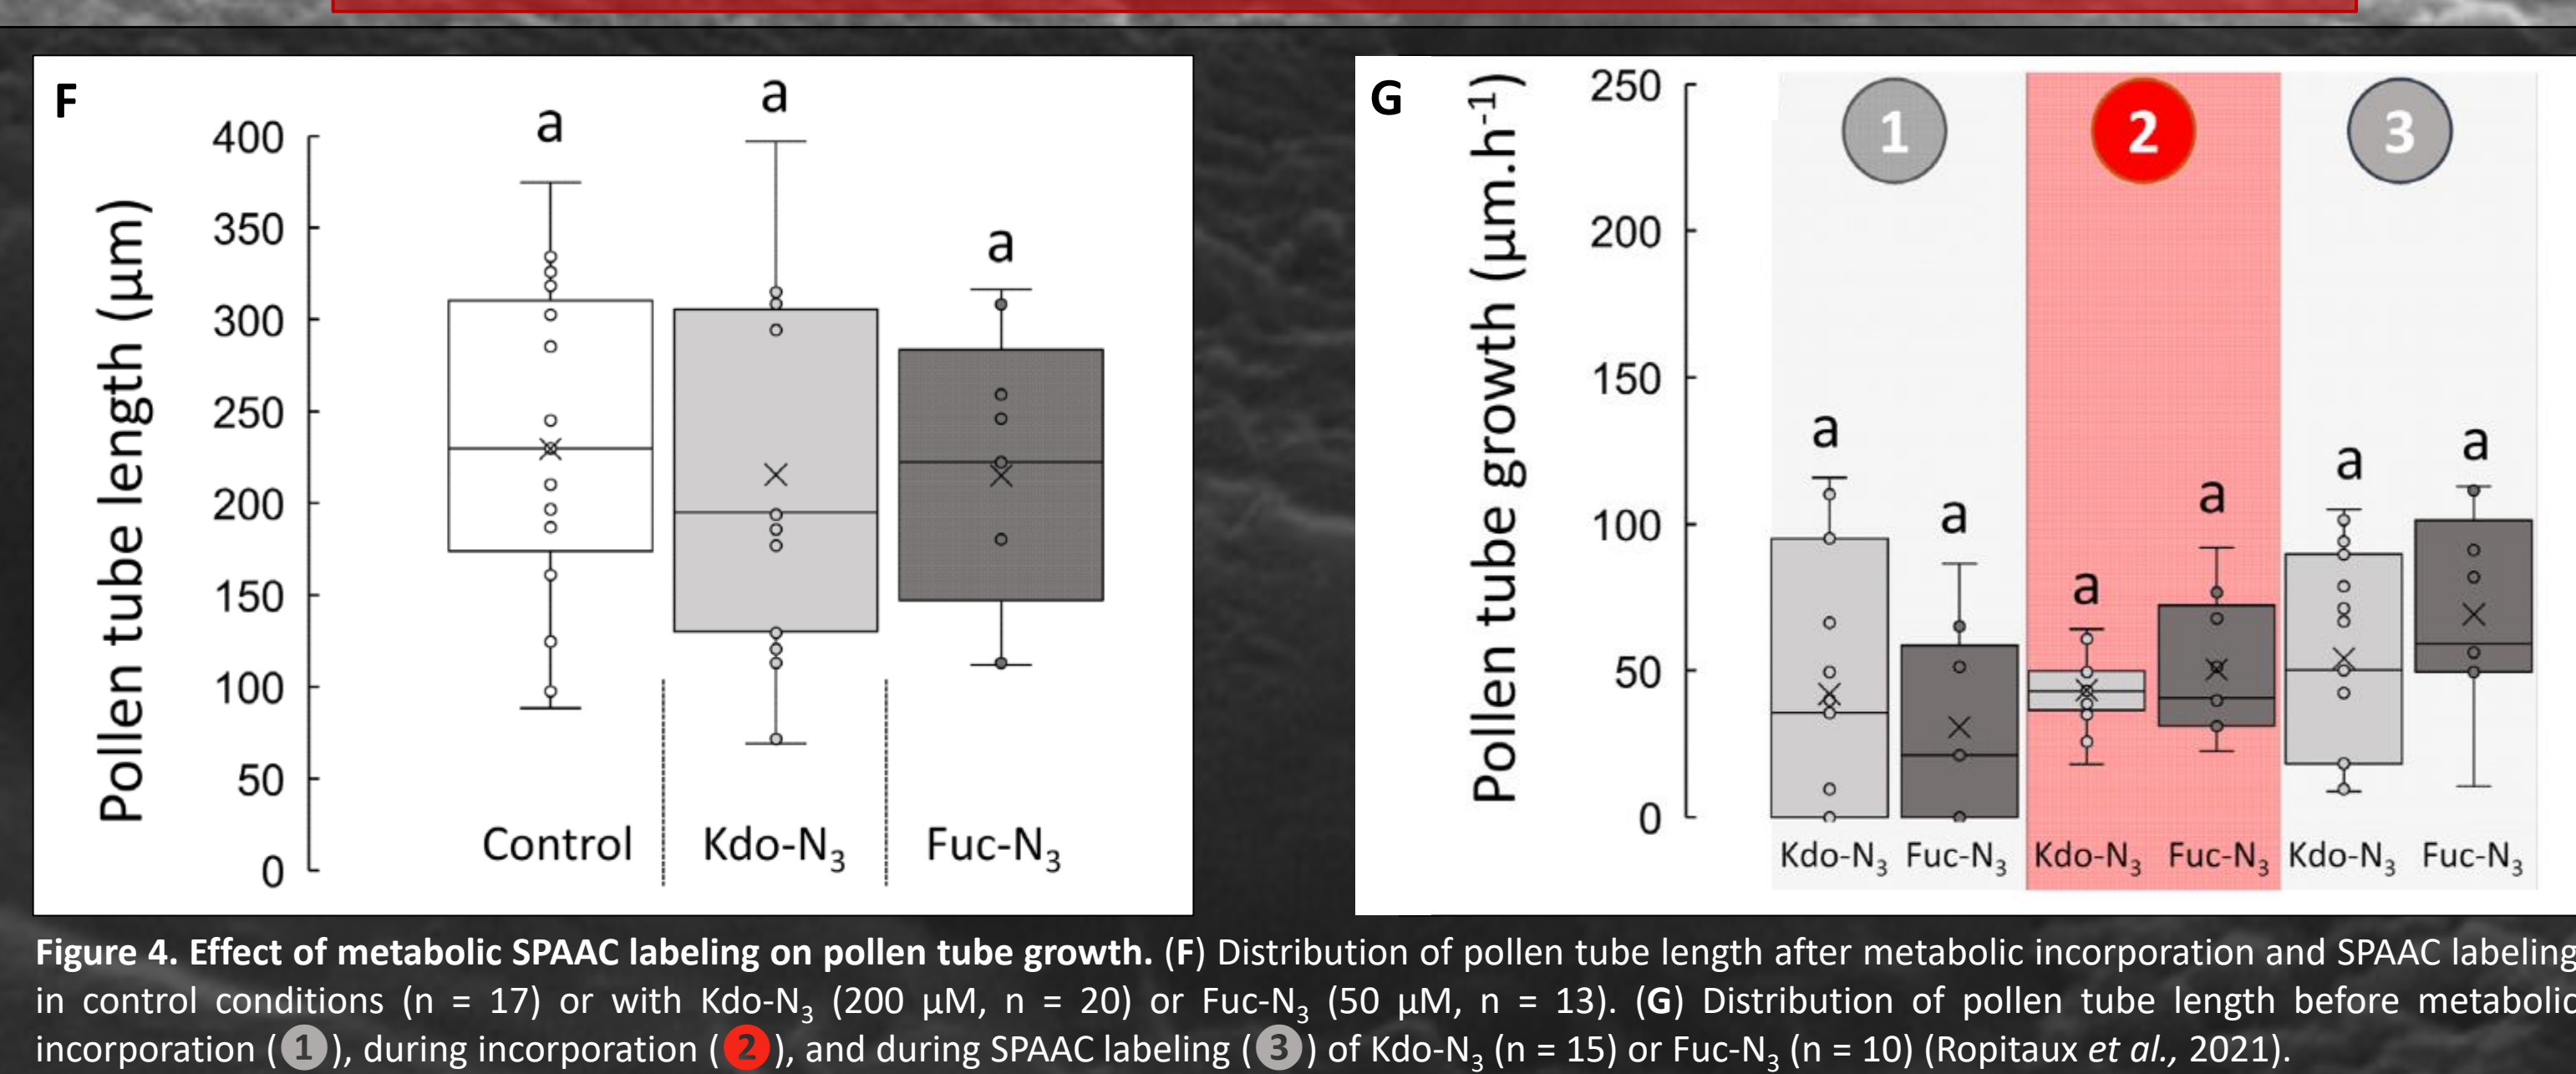 F
a
a
a
400
350
300
250
200
150
100
50
0
Pollen tube length (µm)
Control
Kdo-N₃
Fuc-N₃
G
1
2
3
250
200
150
100
50
0
Pollen tube growth (µm.h⁻¹)
a
a
a
a
a
a
Kdo-N₃ Fuc-N₃ Kdo-N₃ Fuc-N₃ Kdo-N₃ Fuc-N₃
Figure 4. Effect of metabolic SPAAC labeling on pollen tube growth. (F) Distribution of pollen tube length after metabolic incorporation and SPAAC labeling
in control conditions (n = 17) or with Kdo-N₃ (200 µM, n = 20) or Fuc-N₃ (50 µM, n = 13). (G) Distribution of pollen tube length before metabolic
incorporation (1), during incorporation (2), and during SPAAC labeling (3) of Kdo-N₃ (n = 15) or Fuc-N₃ (n = 10) (Ropitaux et al., 2021).